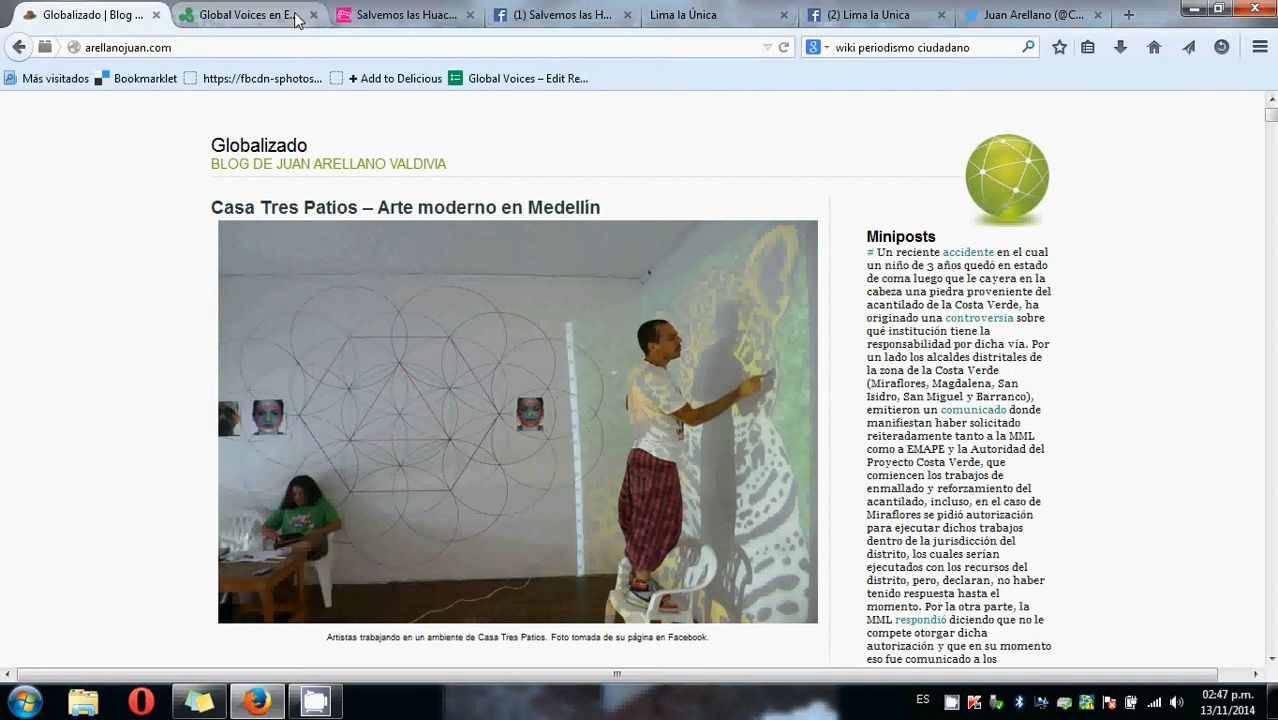 Globalizado | Blog ...
Global Voices en E...
Salvemos las Huac...
(1) Salvemos las H...
Lima la Única
(2) Lima la Unica
Juan Arellano (@C...
arellanojuan.com
wiki periodismo ciudadano
Más visitados
Bookmarklet
https://fbcdn-sphotos...
+ Add to Delicious
Global Voices – Edit Re...
Globalizado
BLOG DE JUAN ARELLANO VALDIVIA
Casa Tres Patios – Arte moderno en Medellín
Artistas trabajando en un ambiente de Casa Tres Patios. Foto tomada de su página en Facebook.
Miniposts
# Un reciente accidente en el cual
un niño de 3 años quedó en estado
de coma luego que le cayera en la
cabeza una piedra proveniente del
acantilado de la Costa Verde, ha
originado una controversia sobre
qué institución tiene la
responsabilidad por dicha vía. Por
un lado los alcaldes distritales de
la zona de la Costa Verde
(Miraflores, Magdalena, San
Isidro, San Miguel y Barranco),
emitieron un comunicado donde
manifiestan haber solicitado
reiteradamente tanto a la MML
como a EMAPE y la Autoridad del
Proyecto Costa Verde, que
comiencen los trabajos de
enmallado y reforzamiento del
acantilado, incluso, en el caso de
Miraflores se pidió autorización
para ejecutar dichos trabajos
dentro de la jurisdicción del
distrito, los cuales serían
ejecutados con los recursos del
distrito, pero, declaran, no haber
tenido respuesta hasta el
momento. Por la otra parte, la
MML respondió diciendo que no le
compete otorgar dicha
autorización y que en su momento
eso fue comunicado a los
ES
02:47 p.m.
13/11/2014